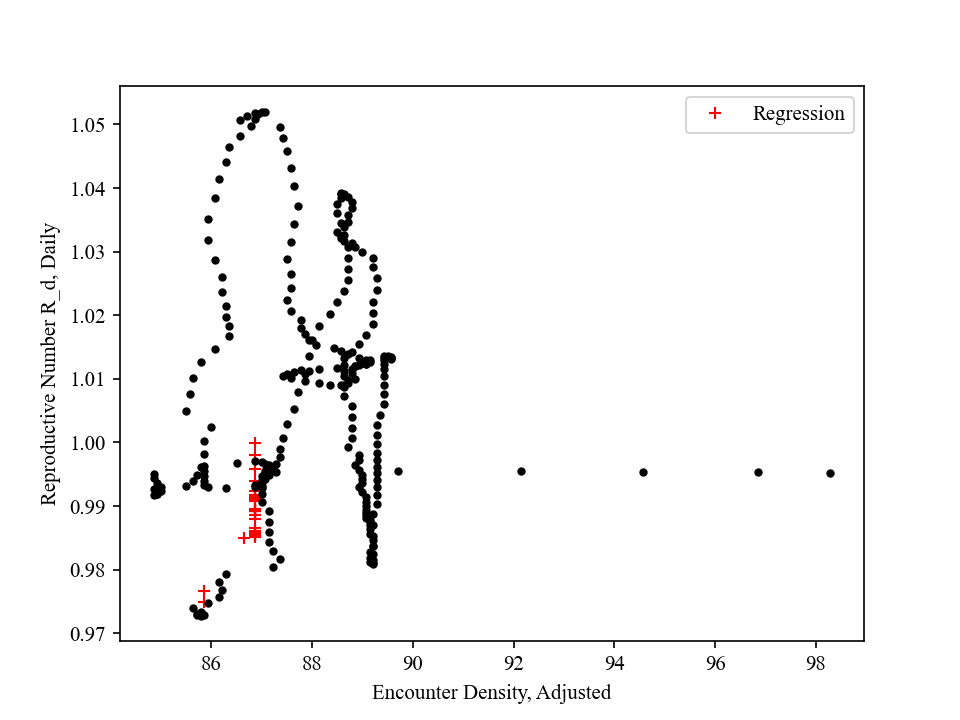 Regression
1.05
1.04
1.03
1.02
1.01
1.00
0.99
0.98
0.97
Reproductive Number R_d, Daily
86 88 90 92 94 96 98
Encounter Density, Adjusted